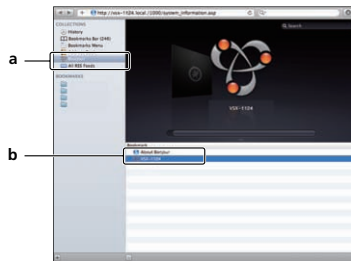 http://vsx-1124.local.:1000/system_information.asp
Search
COLLECTIONS
History
Bookmarks Bar (249)
Bookmarks Menu
a
All RSS Feeds
BOOKMARKS
VSX-1124
Bookmark
b
About Bonjour
VSX-1124